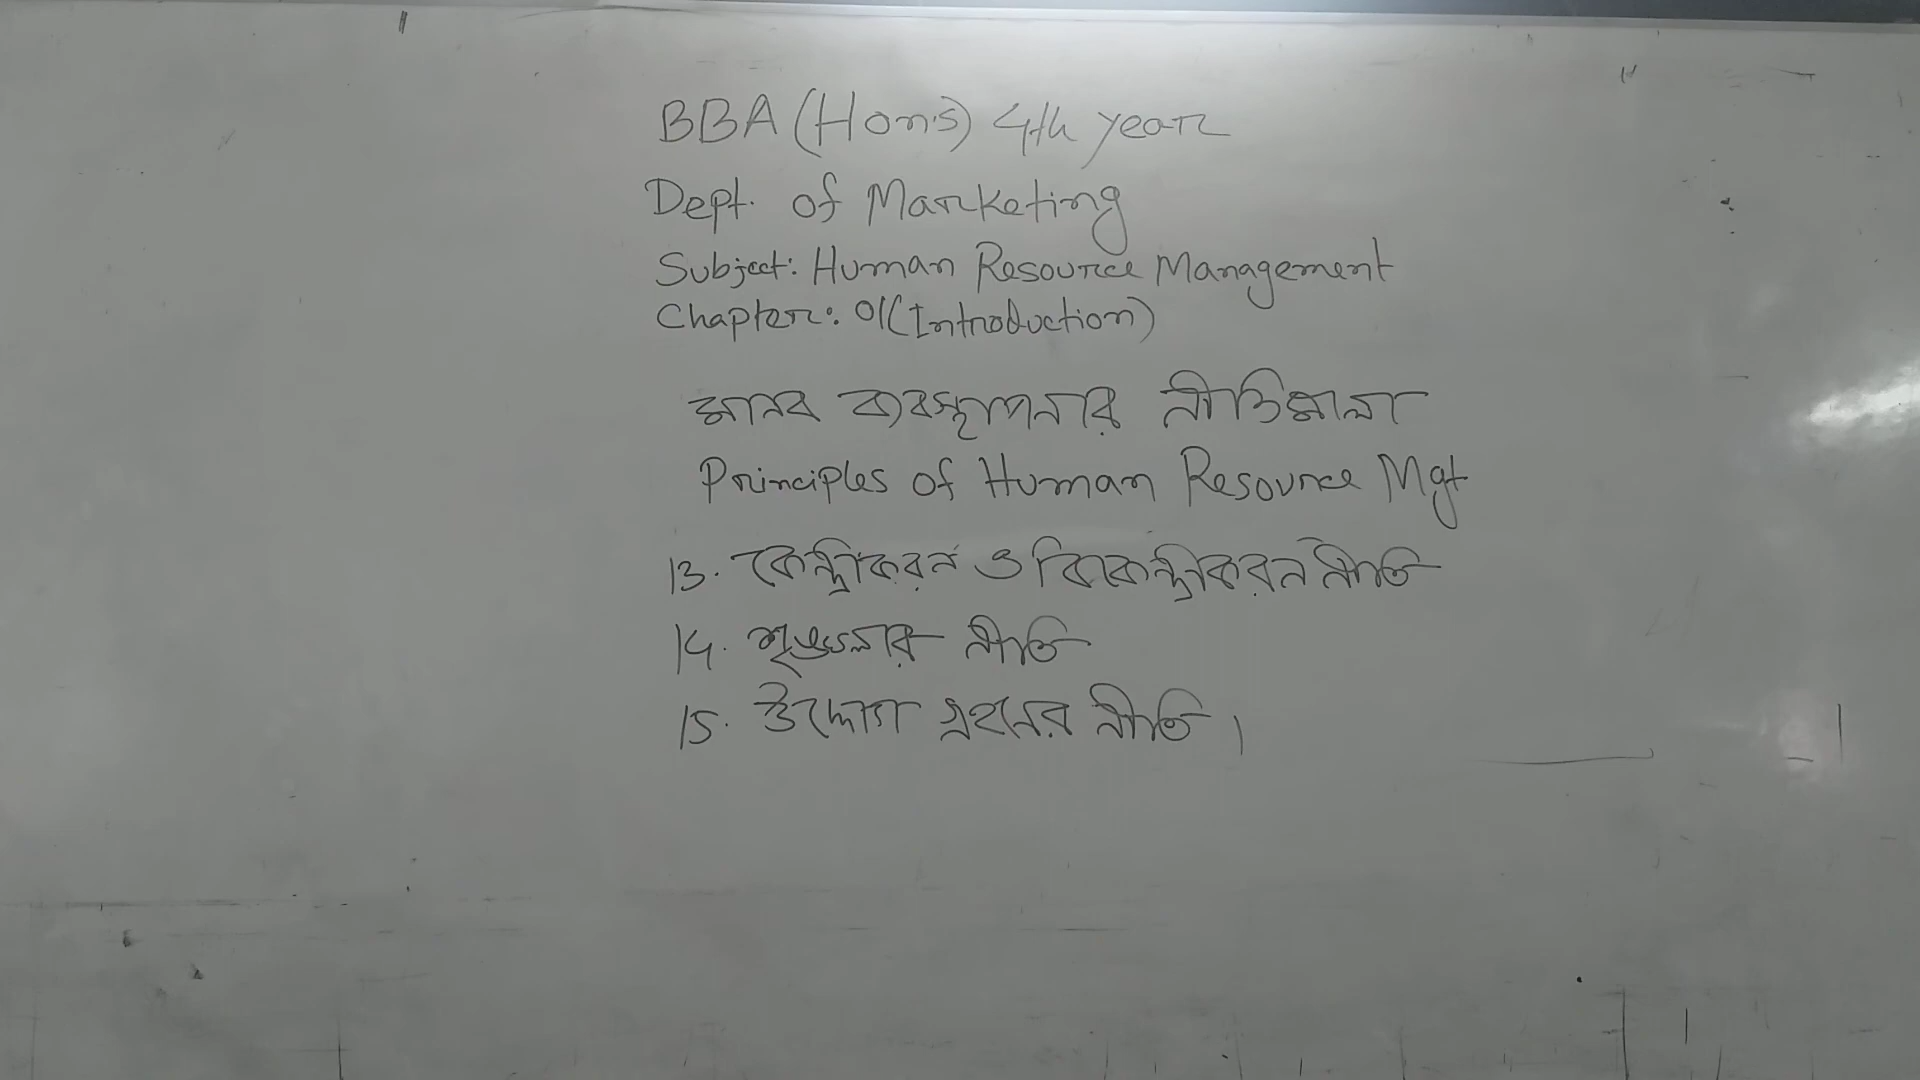 BBA (Hon's) 4th year
Dept. of Marketing
Subject: Human Resource Management
Chapter: 01(Introduction)
মানব ব্যবস্থাপনার নীতিমালা
Principles of Human Resource Mgt
13. কেন্দ্রীকরন ও বিকেন্দ্রীকরন নীতি
14. শৃঙ্খলার নীতি
15. উদ্যোগ গ্রহনের নীতি।